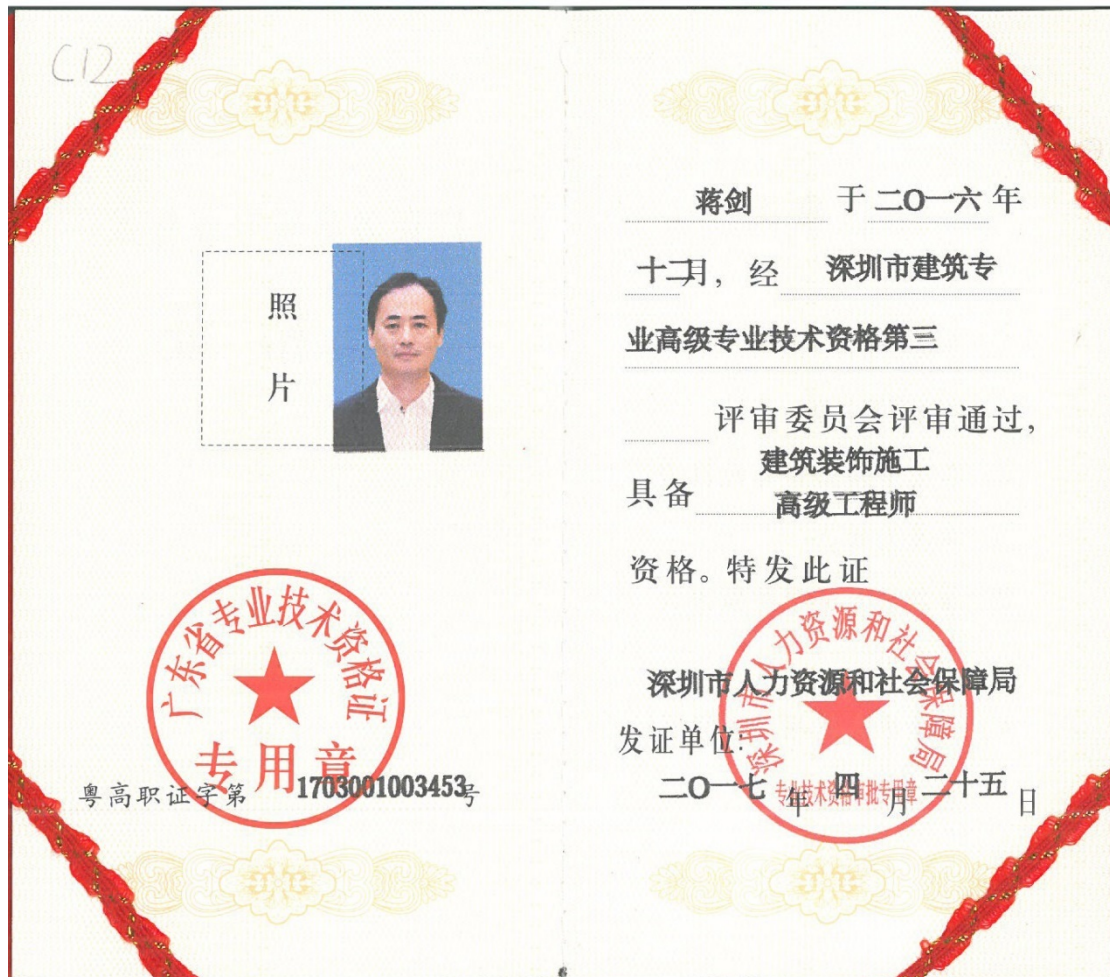 C12
照
片
广东省专业技术资格证
专用章
粤高职证字第 1703001003453号
蒋剑 于 二〇一六 年
十二月, 经 深圳市建筑专
业高级专业技术资格第三
评审委员会评审通过,
具备 建筑装饰施工
高级工程师
资格。特发此证
深圳市人力资源和社会保障局
深圳市人力资源和社会保障局
发证单位:
专业技术资格审批专用章
二〇一七 年 四 月 二十五 日
6